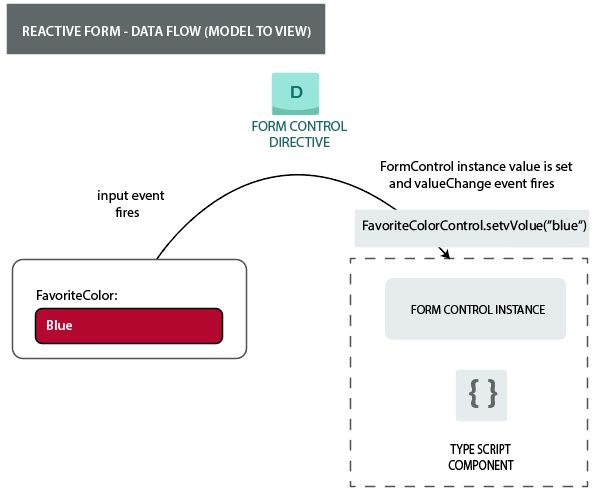 REACTIVE FORM - DATA FLOW (MODEL TO VIEW)
D
FORM CONTROL
DIRECTIVE
FormControl instance value is set
and valueChange event fires
input event
fires
FavoriteColorControl.setvVolue("blue")
FavoriteColor:
Blue
FORM CONTROL INSTANCE
{ }
TYPE SCRIPT
COMPONENT